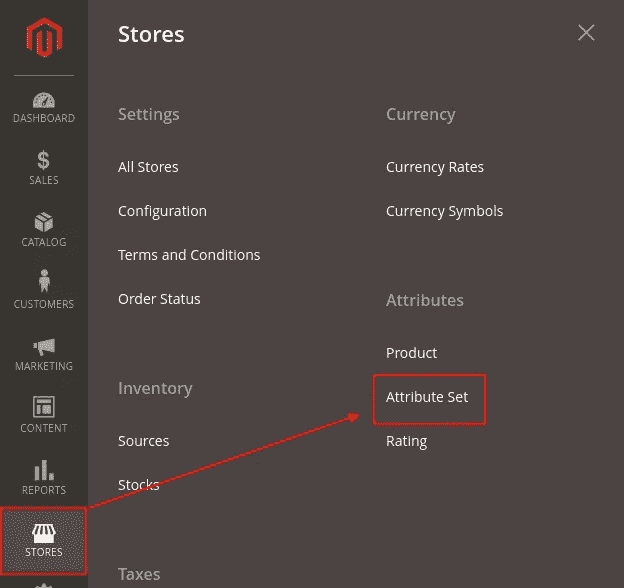 DASHBOARD
SALES
CATALOG
CUSTOMERS
MARKETING
CONTENT
REPORTS
STORES
Stores
Settings
All Stores
Configuration
Terms and Conditions
Order Status
Inventory
Sources
Stocks
Taxes
Currency
Currency Rates
Currency Symbols
Attributes
Product
Attribute Set
Rating